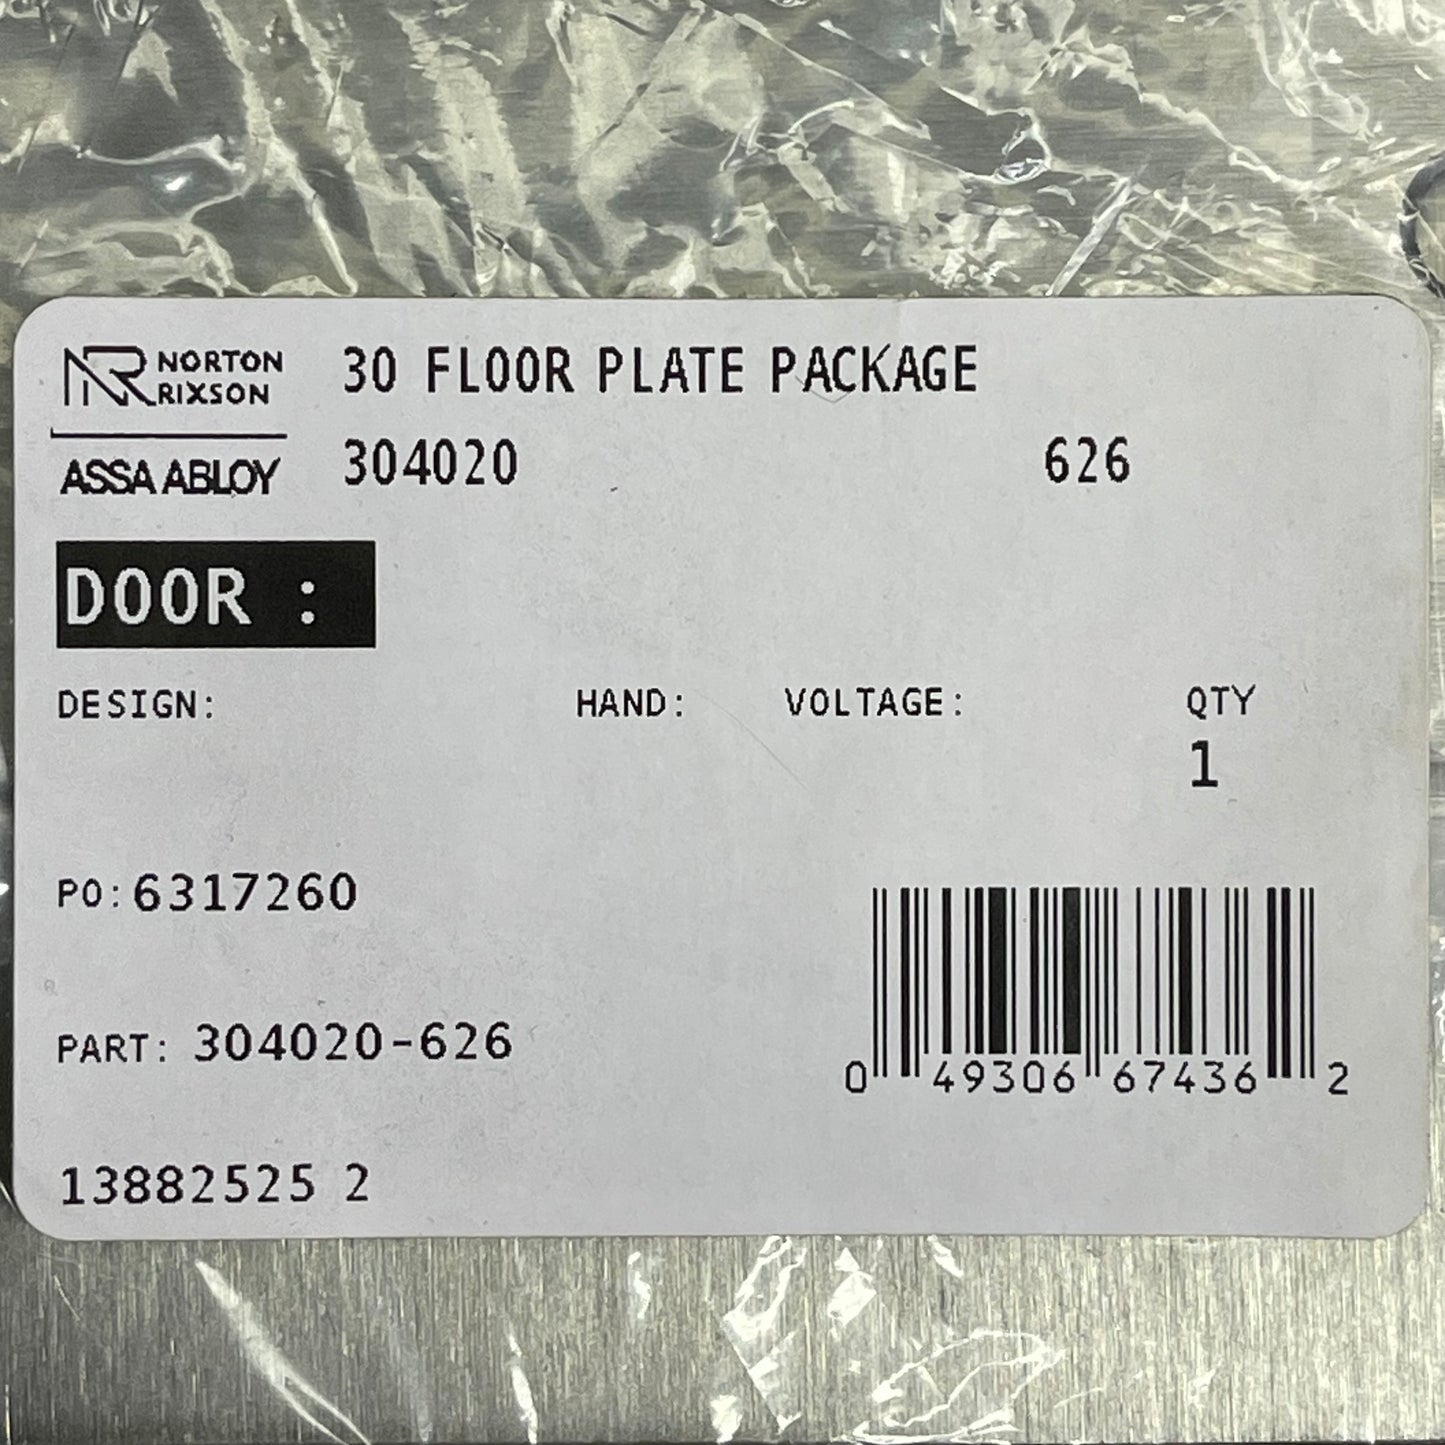 NORTON
RIXSON
ASSA ABLOY
30 FLOOR PLATE PACKAGE
304020 626
DOOR :
DESIGN: HAND: VOLTAGE: QTY
1
PO: 6317260
PART: 304020-626
0 49306 67436 2
13882525 2